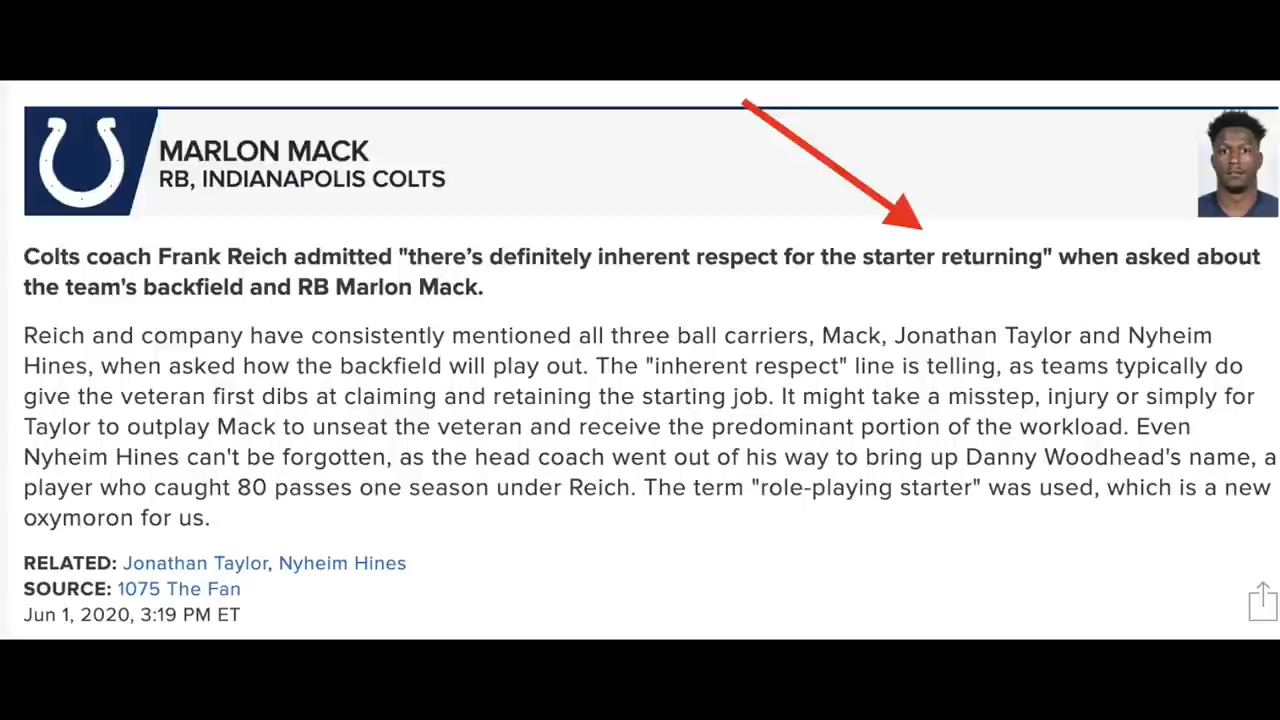 MARLON MACK
RB, INDIANAPOLIS COLTS
Colts coach Frank Reich admitted "there’s definitely inherent respect for the starter returning" when asked about
the team's backfield and RB Marlon Mack.
Reich and company have consistently mentioned all three ball carriers, Mack, Jonathan Taylor and Nyheim
Hines, when asked how the backfield will play out. The "inherent respect" line is telling, as teams typically do
give the veteran first dibs at claiming and retaining the starting job. It might take a misstep, injury or simply for
Taylor to outplay Mack to unseat the veteran and receive the predominant portion of the workload. Even
Nyheim Hines can't be forgotten, as the head coach went out of his way to bring up Danny Woodhead's name, a
player who caught 80 passes one season under Reich. The term "role-playing starter" was used, which is a new
oxymoron for us.
RELATED: Jonathan Taylor, Nyheim Hines
SOURCE: 1075 The Fan
Jun 1, 2020, 3:19 PM ET